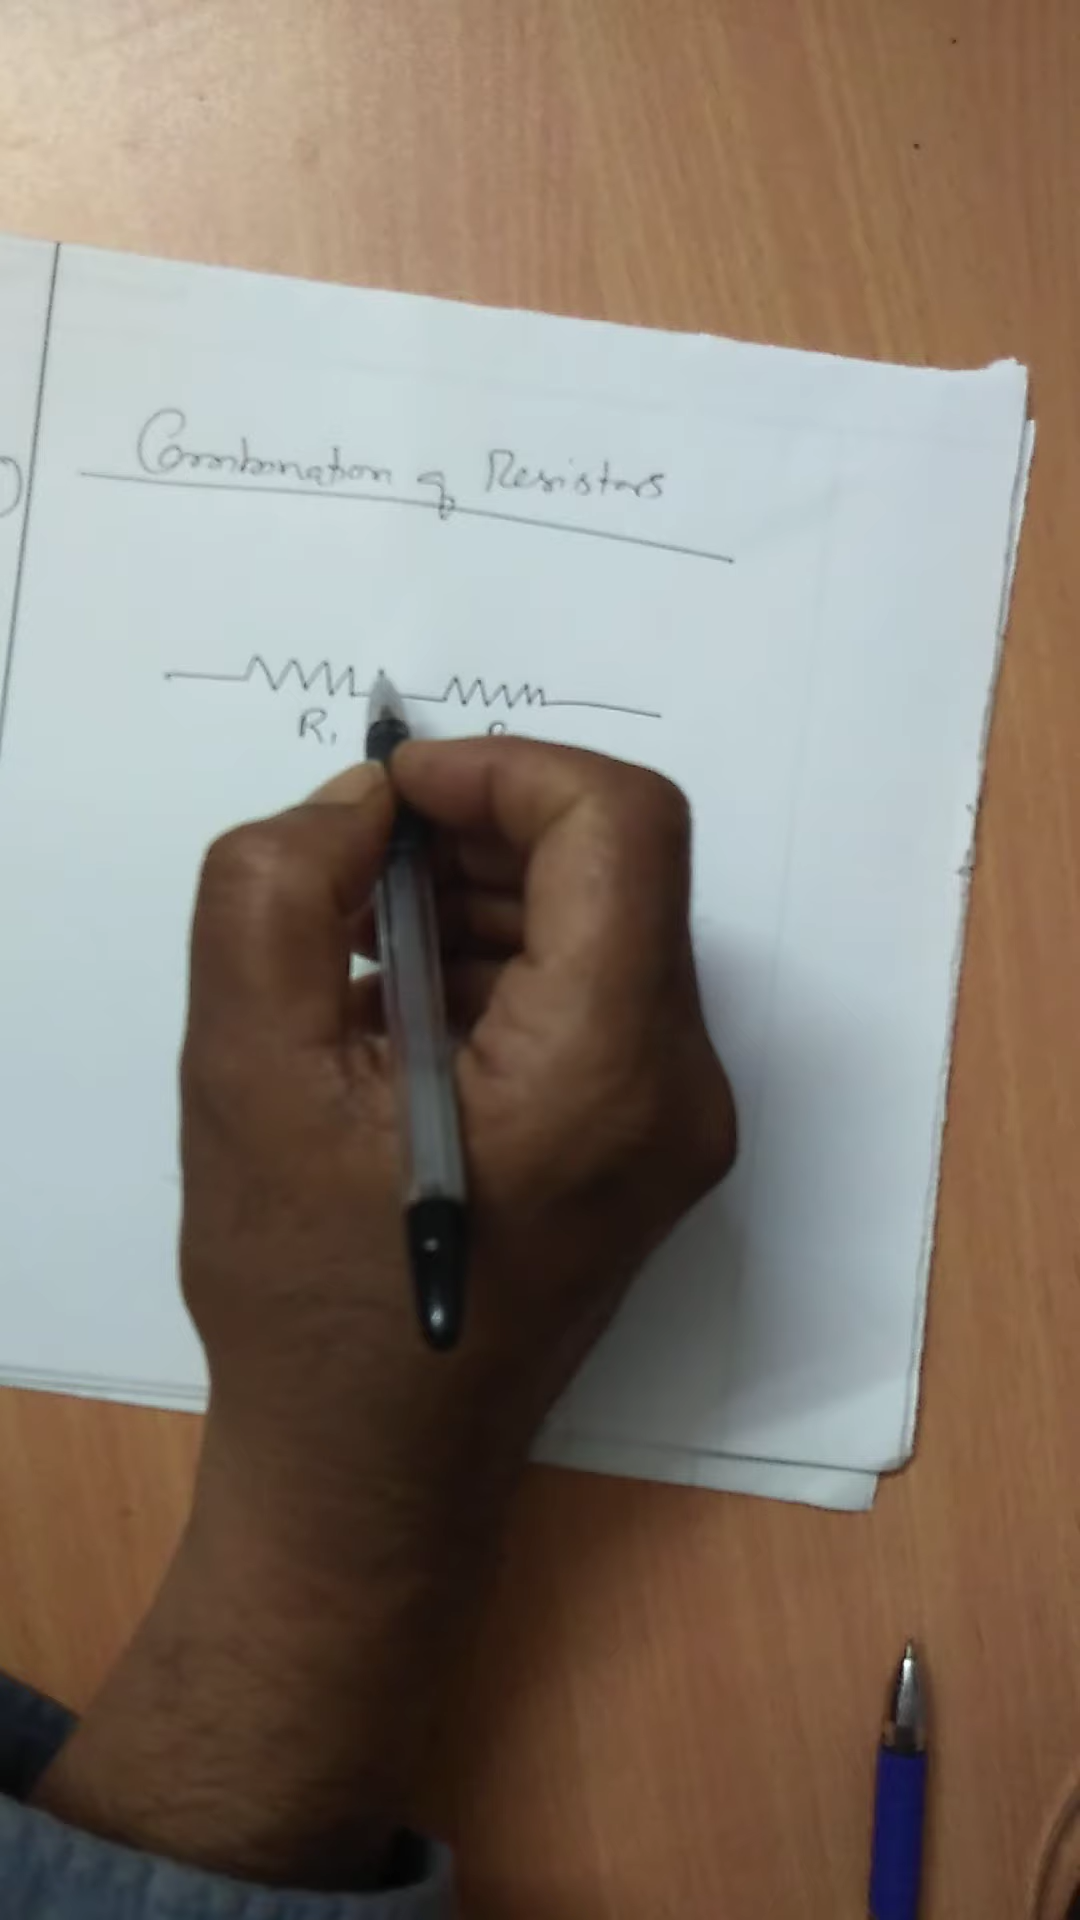 Combination of Resistors
R₁ R